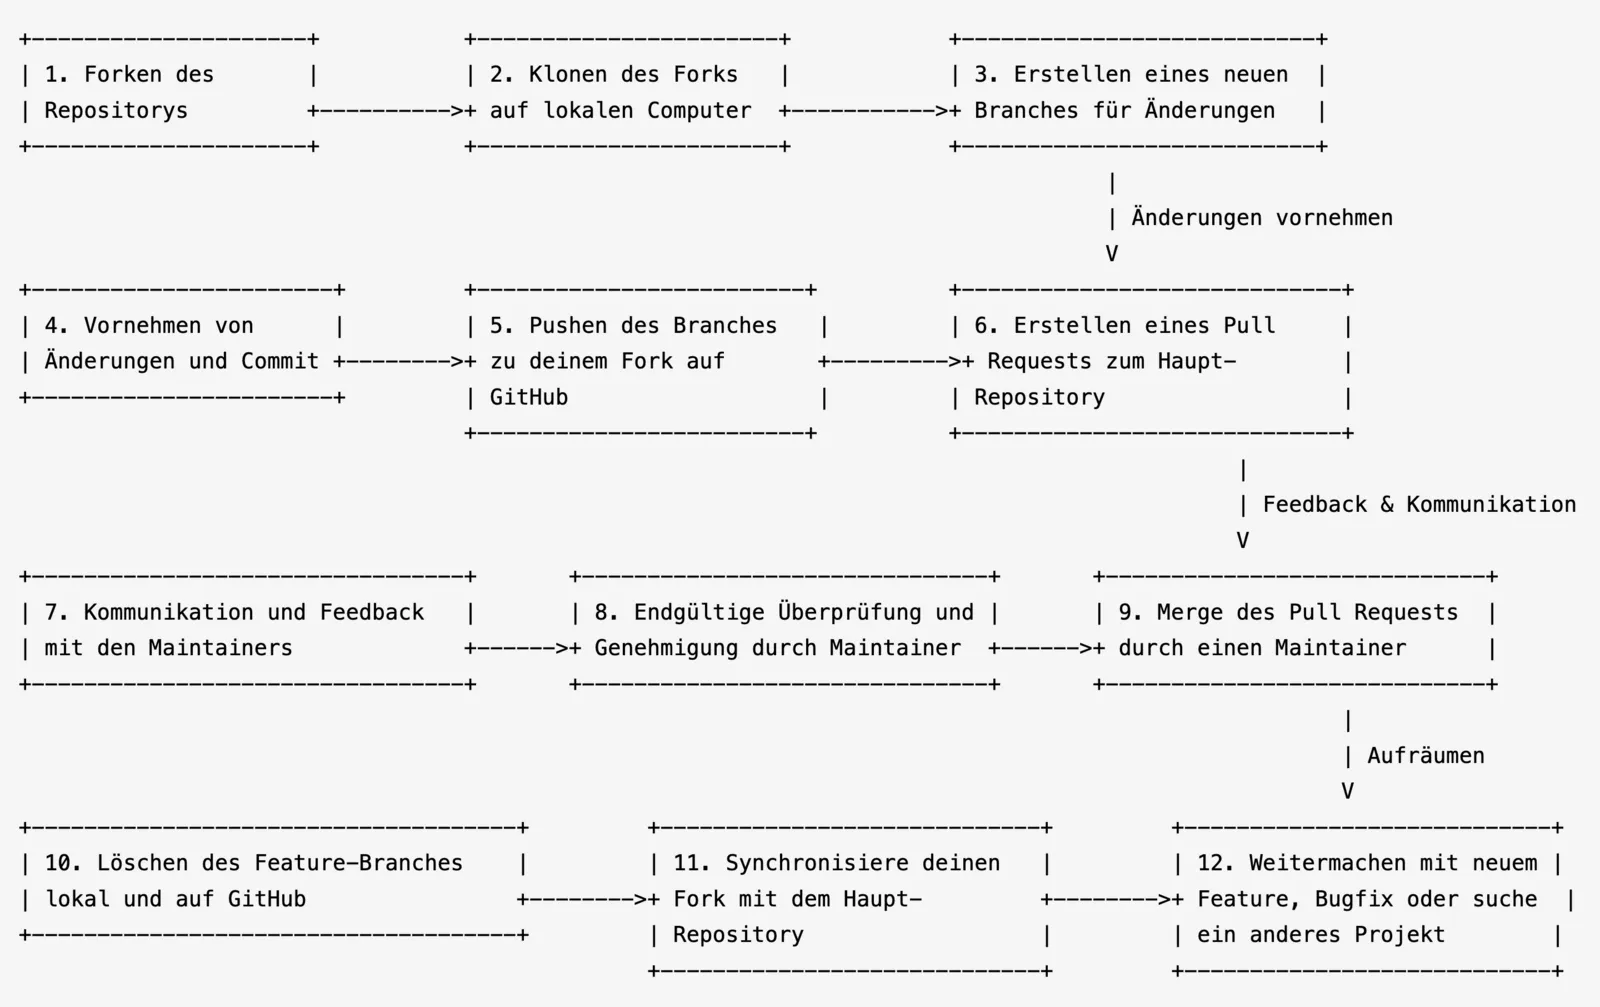 1. Forken des
Repositorys
2. Klonen des Forks
auf lokalen Computer
3. Erstellen eines neuen
Branches für Änderungen
Änderungen vornehmen
4. Vornehmen von
Änderungen und Commit
5. Pushen des Branches
zu deinem Fork auf
GitHub
6. Erstellen eines Pull
Requests zum Haupt-
Repository
Feedback & Kommunikation
7. Kommunikation und Feedback
mit den Maintainers
8. Endgültige Überprüfung und
Genehmigung durch Maintainer
9. Merge des Pull Requests
durch einen Maintainer
Aufräumen
10. Löschen des Feature-Branches
lokal und auf GitHub
11. Synchronisiere deinen
Fork mit dem Haupt-
Repository
12. Weitermachen mit neuem
Feature, Bugfix oder suche
ein anderes Projekt